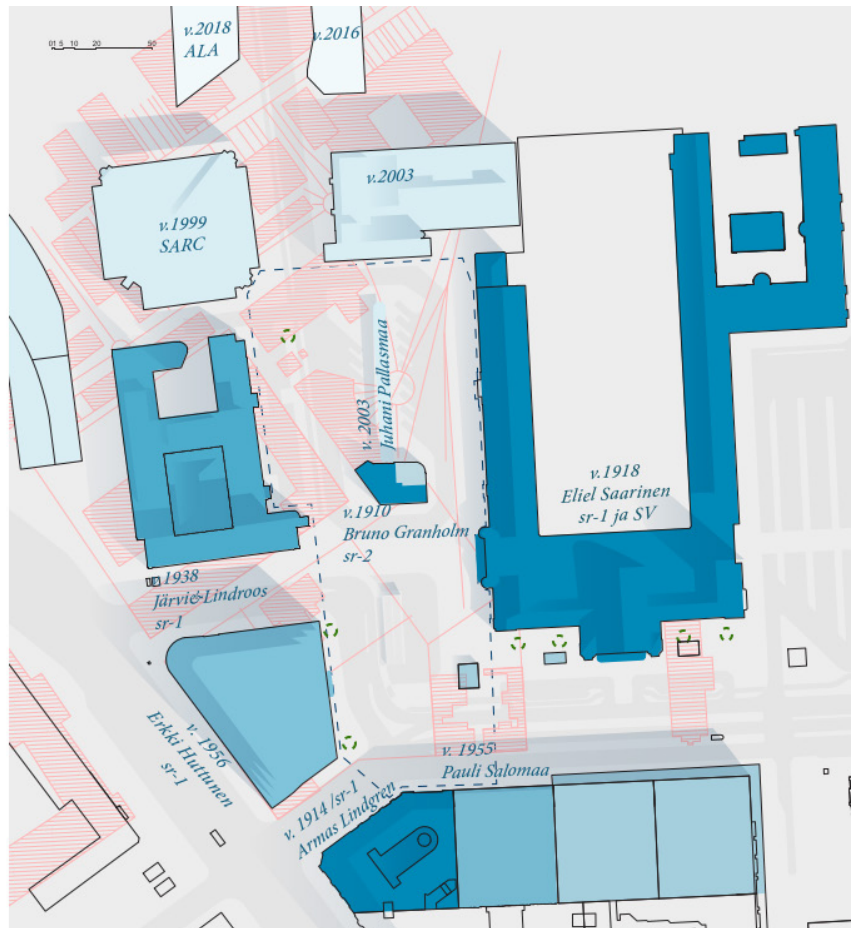 v.2018
ALA
v.2016
01 5 10 20 50
v.2003
v.1999
SARC
v. 2003
Juhani Pallasmaa
v.1918
Eliel Saarinen
sr-1 ja SV
v.1910
Bruno Granholm
sr-2
v.1938
Järvi&Lindroos
sr-1
v. 1956
Erkki Huttunen
sr-1
v. 1955
Pauli Salomaa
v. 1914 /sr-1
Armas Lindgren